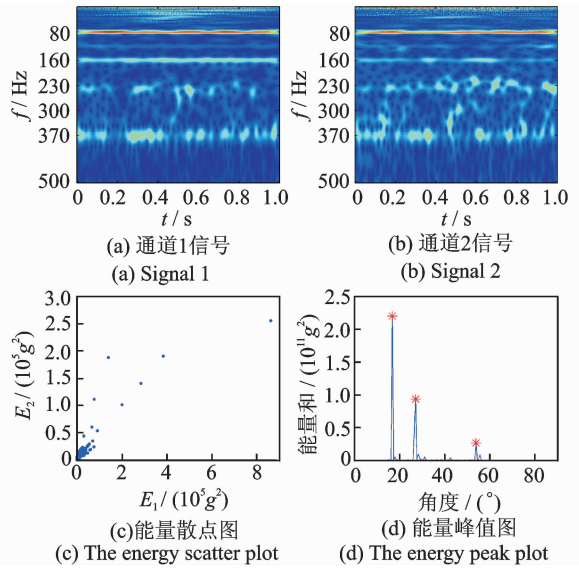 80
160
230
300
370
500
f / Hz
0 0.2 0.4 0.6 0.8 1.0
t / s
(a) 通道1信号
(a) Signal 1
80
160
230
300
370
500
f / Hz
0 0.2 0.4 0.6 0.8 1.0
t / s
(b) 通道2信号
(b) Signal 2
3.0
2.5
2.0
1.5
1.0
0.5
0
E₂ / (10⁵g²)
0 2 4 6 8
E₁ / (10⁵g²)
(c)能量散点图
(c) The energy scatter plot
2.5
2.0
1.5
1.0
0.5
0
能量和 / (10¹¹g²)
0 20 40 60 80
角度 / (°)
(d) 能量峰值图
(d) The energy peak plot